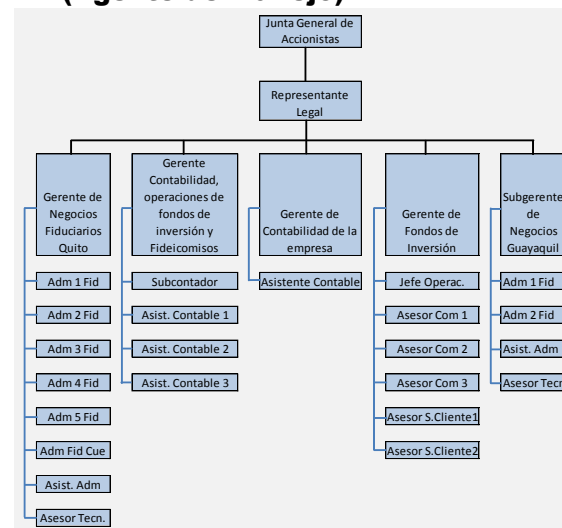 Junta General de
Accionistas
Representante
Legal
Gerente de
Negocios
Fiduciarios
Quito
Adm 1 Fid
Adm 2 Fid
Adm 3 Fid
Adm 4 Fid
Adm 5 Fid
Adm Fid Cue
Asist. Adm
Asesor Tecn.
Gerente
Contabilidad,
operaciones de
fondos de
inversión y
Fideicomisos
Subcontador
Asist. Contable 1
Asist. Contable 2
Asist. Contable 3
Gerente de
Contabilidad de la
empresa
Asistente Contable
Gerente de
Fondos de
Inversión
Jefe Operac.
Asesor Com 1
Asesor Com 2
Asesor Com 3
Asesor S.Cliente1
Asesor S.Cliente2
Subgerente
de
Negocios
Guayaquil
Adm 1 Fid
Adm 2 Fid
Asist. Adm
Asesor Tecn